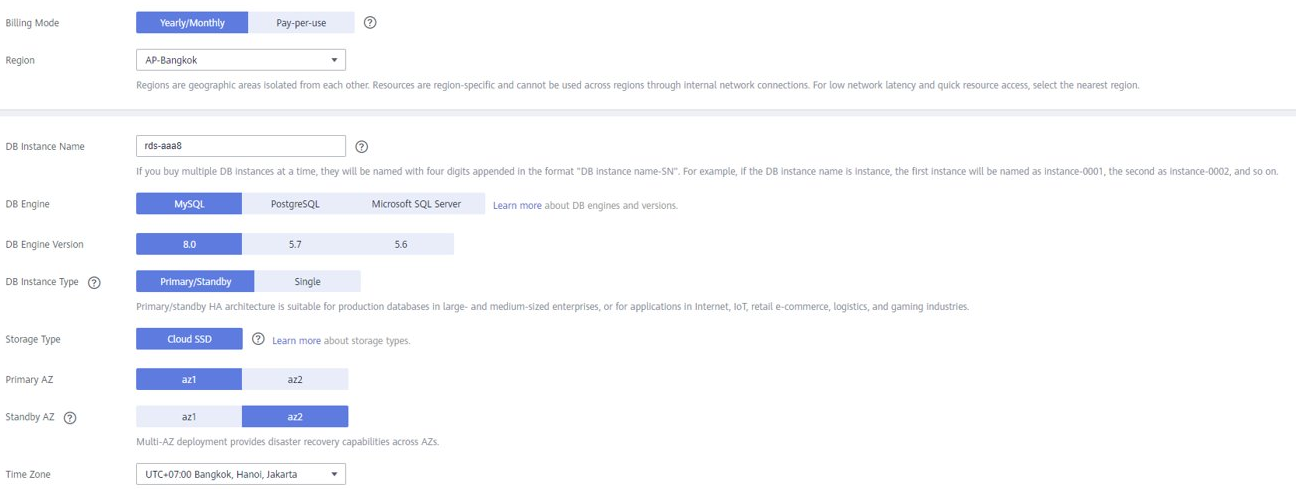 Billing Mode Yearly/Monthly Pay-per-use ?
Region AP-Bangkok
Regions are geographic areas isolated from each other. Resources are region-specific and cannot be used across regions through internal network connections. For low network latency and quick resource access, select the nearest region.
DB Instance Name rds-aaa8 ?
If you buy multiple DB instances at a time, they will be named with four digits appended in the format "DB instance name-SN". For example, if the DB instance name is instance, the first instance will be named as instance-0001, the second as instance-0002, and so on.
DB Engine MySQL PostgreSQL Microsoft SQL Server Learn more about DB engines and versions.
DB Engine Version 8.0 5.7 5.6
DB Instance Type ? Primary/Standby Single
Primary/standby HA architecture is suitable for production databases in large- and medium-sized enterprises, or for applications in Internet, IoT, retail e-commerce, logistics, and gaming industries.
Storage Type Cloud SSD ? Learn more about storage types.
Primary AZ az1 az2
Standby AZ ? az1 az2
Multi-AZ deployment provides disaster recovery capabilities across AZs.
Time Zone UTC+07:00 Bangkok, Hanoi, Jakarta